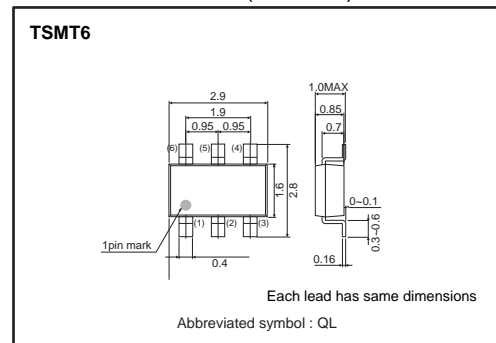 TSMT6
1.0MAX
2.9
0.85
1.9
0.7
0.95 0.95
(6) (5) (4)
1.6
2.8
0~0.1
0.3~0.6
(1) (2) (3)
1pin mark
0.4
0.16
Each lead has same dimensions
Abbreviated symbol : QL